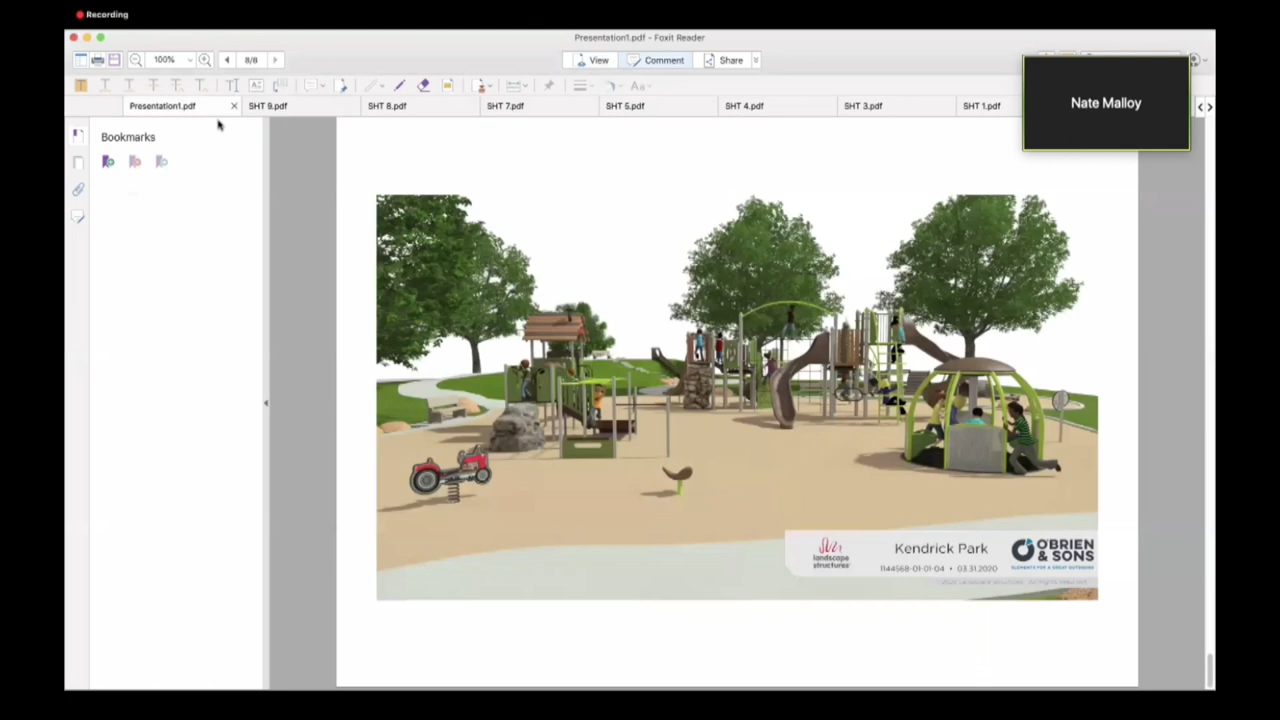 Recording
Presentation1.pdf - Foxit Reader
100%
8/8
View
Comment
Share
Presentation1.pdf
SHT 9.pdf
SHT 8.pdf
SHT 7.pdf
SHT 5.pdf
SHT 4.pdf
SHT 3.pdf
SHT 1.pdf
Nate Malloy
Bookmarks
landscape
structures
Kendrick Park
1144568-01-01-04 • 03.31.2020
O'BRIEN
& SONS
ELEMENTS FOR A GREAT OUTDOORS